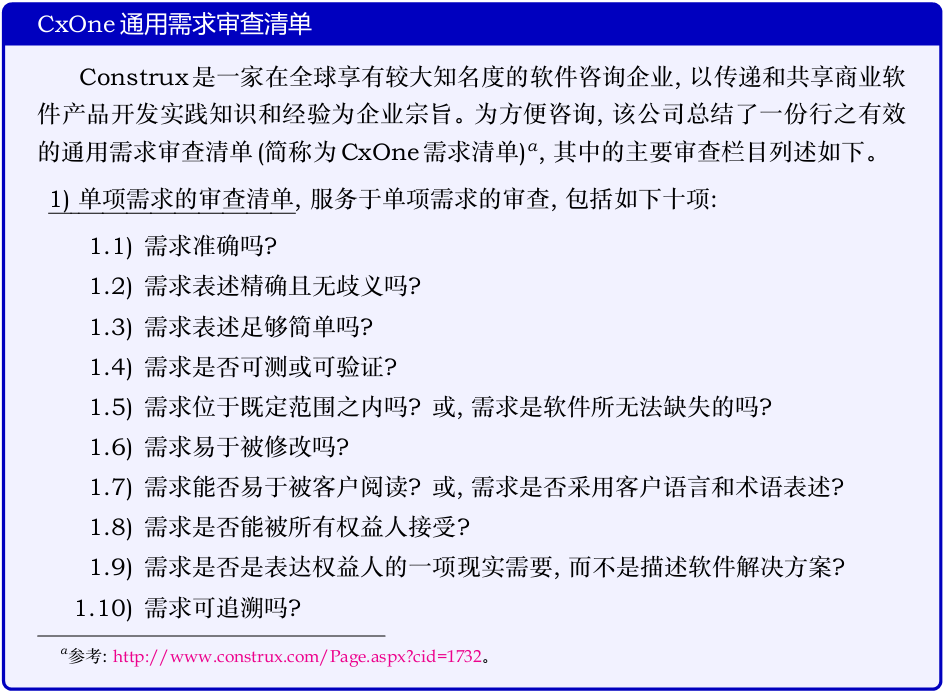 CxOne 通用需求审查清单
Construx 是一家在全球享有较大知名度的软件咨询企业, 以传递和共享商业软
件产品开发实践知识和经验为企业宗旨。为方便咨询, 该公司总结了一份行之有效
的通用需求审查清单 (简称为 CxOne 需求清单)a, 其中的主要审查栏目列述如下。
1) 单项需求的审查清单, 服务于单项需求的审查, 包括如下十项:
1.1) 需求准确吗?
1.2) 需求表述精确且无歧义吗?
1.3) 需求表述足够简单吗?
1.4) 需求是否可测或可验证?
1.5) 需求位于既定范围之内吗? 或, 需求是软件所无法缺失的吗?
1.6) 需求易于被修改吗?
1.7) 需求能否易于被客户阅读? 或, 需求是否采用客户语言和术语表述?
1.8) 需求是否能被所有权益人接受?
1.9) 需求是否是表达权益人的一项现实需要, 而不是描述软件解决方案?
1.10) 需求可追溯吗?
a参考: http://www.construx.com/Page.aspx?cid=1732。